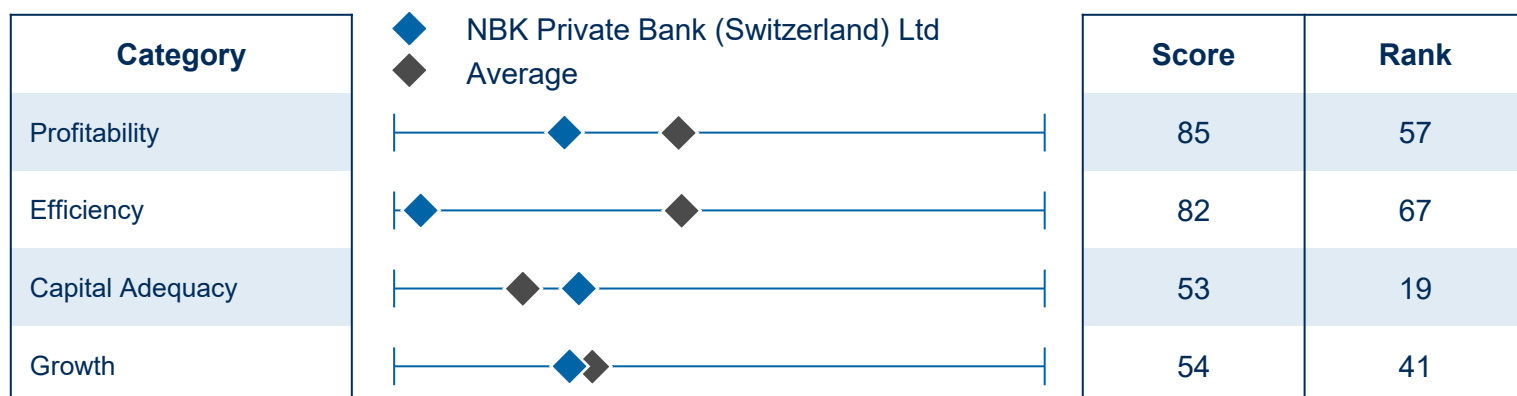 NBK Private Bank (Switzerland) Ltd
Average
Category Score Rank
Profitability 85 57
Efficiency 82 67
Capital Adequacy 53 19
Growth 54 41